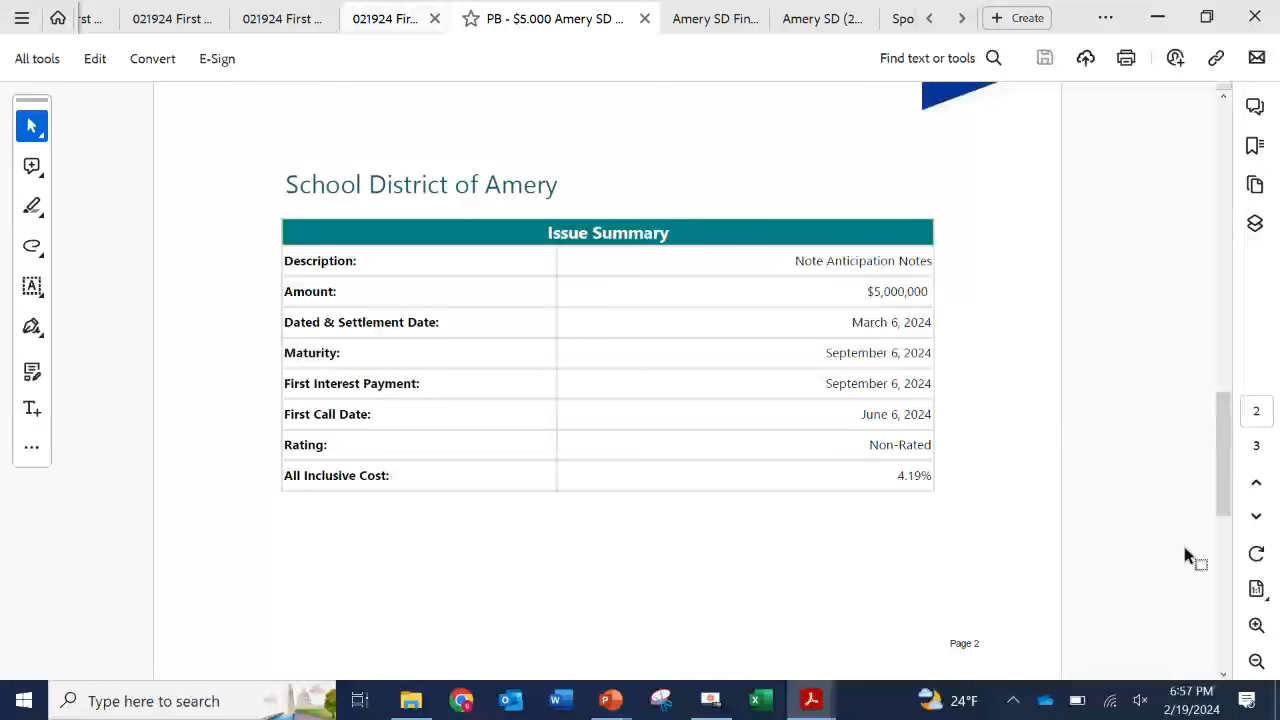 rst ...
021924 First ...
021924 First ...
021924 Fir...
PB - $5.000 Amery SD ...
Amery SD Fin...
Amery SD (2...
Spo
Create
All tools
Edit
Convert
E-Sign
Find text or tools
School District of Amery
Issue Summary
Description: Note Anticipation Notes
Amount: $5,000,000
Dated & Settlement Date: March 6, 2024
Maturity: September 6, 2024
First Interest Payment: September 6, 2024
First Call Date: June 6, 2024
Rating: Non-Rated
All Inclusive Cost: 4.19%
Page 2
2
3
Type here to search
24°F
6:57 PM
2/19/2024